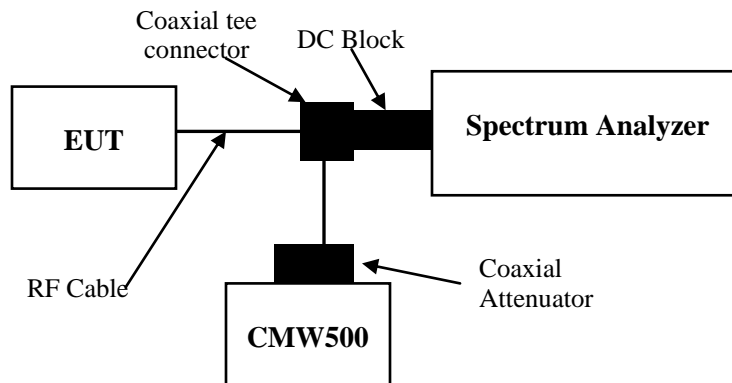 Coaxial tee
connector
DC Block
EUT
Spectrum Analyzer
RF Cable
Coaxial
Attenuator
CMW500